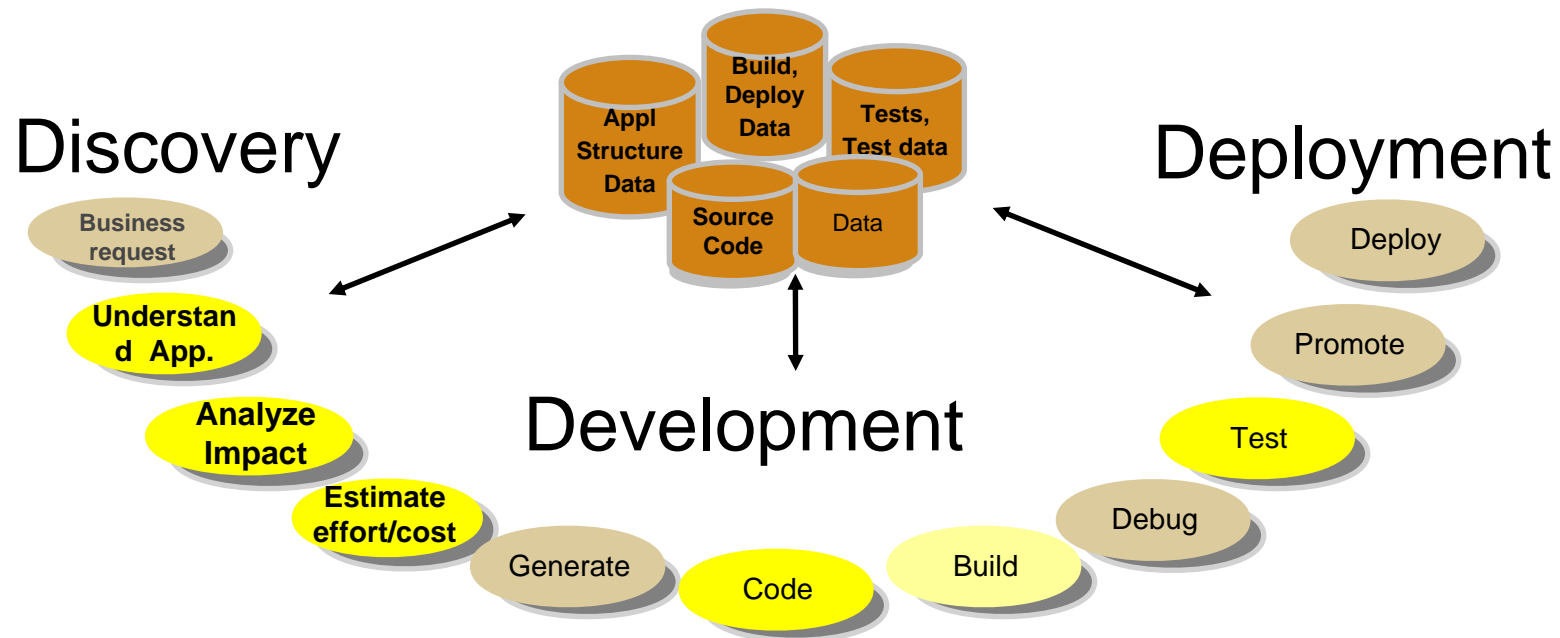 Discovery
Business
request
Understan
d App.
Analyze
Impact
Estimate
effort/cost
Generate
Appl
Structure
Data
Build,
Deploy
Data
Tests,
Test data
Source
Code
Data
Development
Code
Build
Debug
Test
Promote
Deploy
Deployment